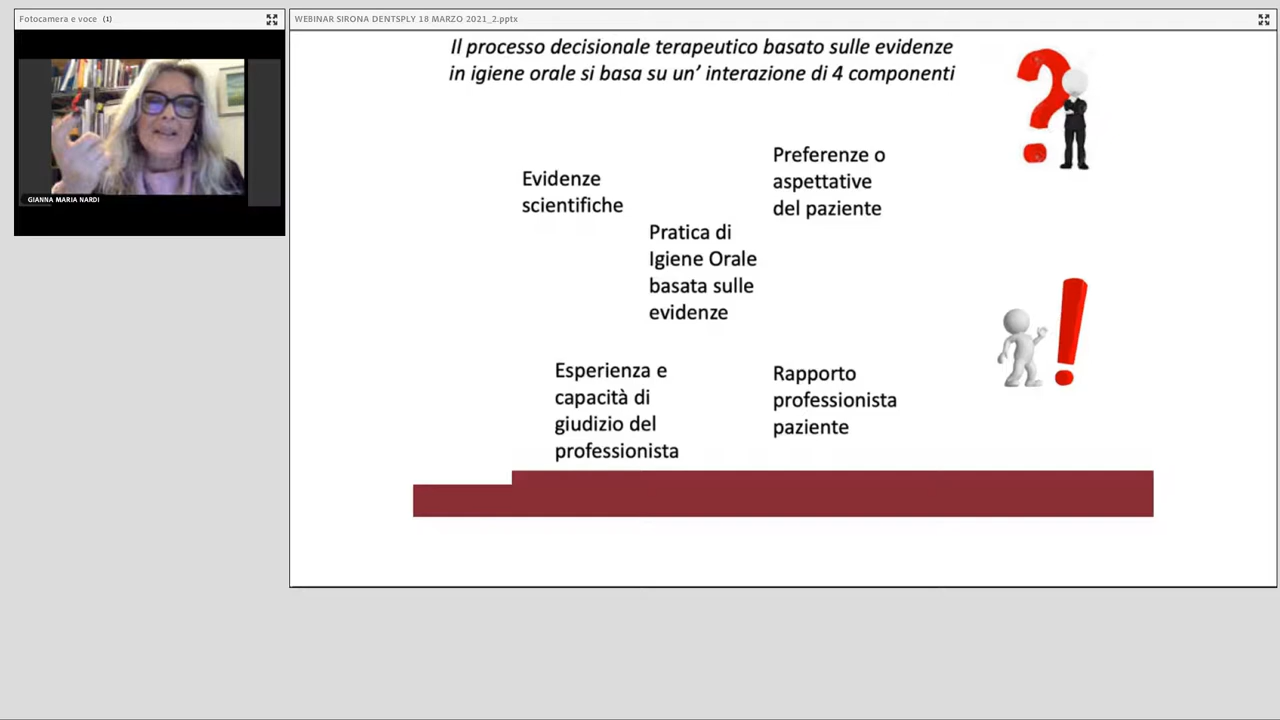 Fotocamera e voce (1)
WEBINAR SIRONA DENTSPLY 18 MARZO 2021_2.pptx
GIANNA MARIA NARDI
Il processo decisionale terapeutico basato sulle evidenze
in igiene orale si basa su un’ interazione di 4 componenti
Evidenze
scientifiche
Preferenze o
aspettative
del paziente
Pratica di
Igiene Orale
basata sulle
evidenze
Esperienza e
capacità di
giudizio del
professionista
Rapporto
professionista
paziente